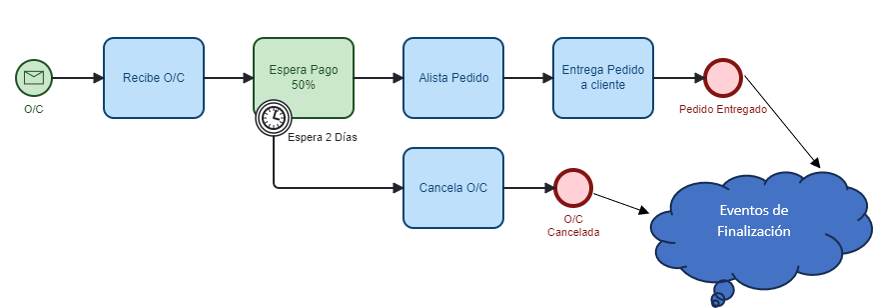 O/C
Recibe O/C
Espera Pago
50%
Espera 2 Días
Alista Pedido
Entrega Pedido
a cliente
Pedido Entregado
Cancela O/C
O/C
Cancelada
Eventos de
Finalización